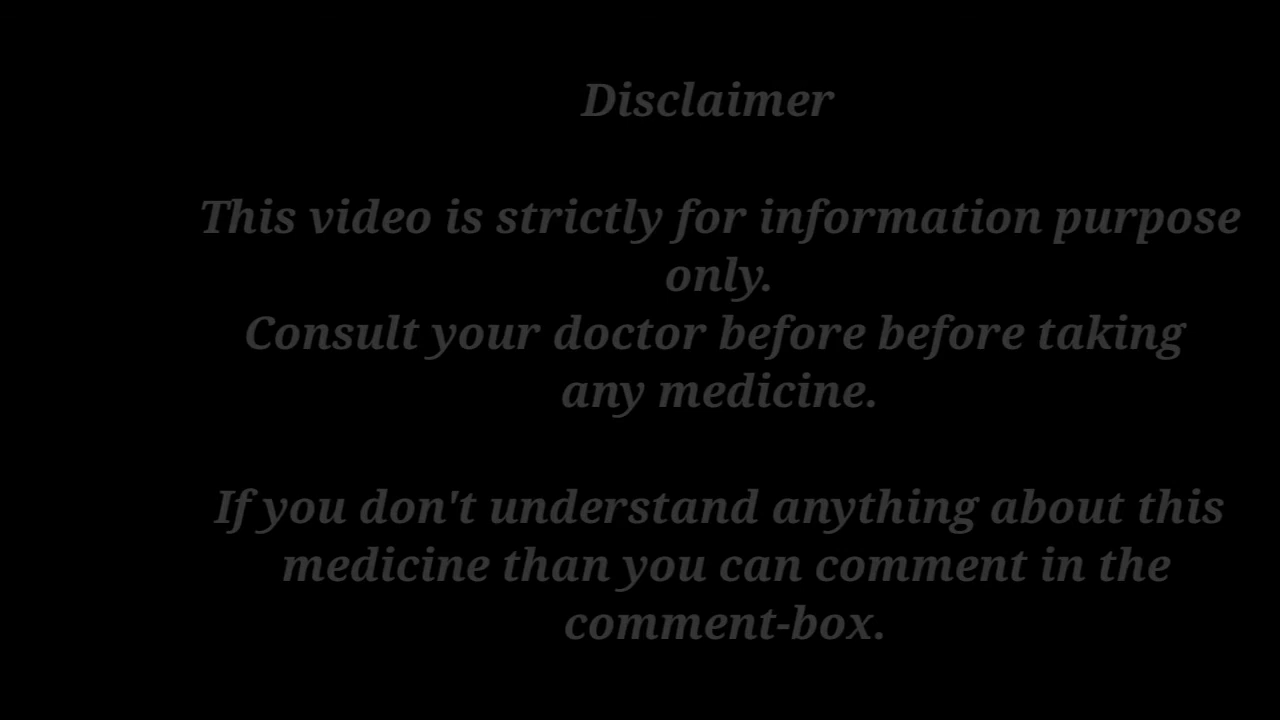 Disclaimer
This video is strictly for information purpose
only.
Consult your doctor before before taking
any medicine.
If you don't understand anything about this
medicine than you can comment in the
comment-box.